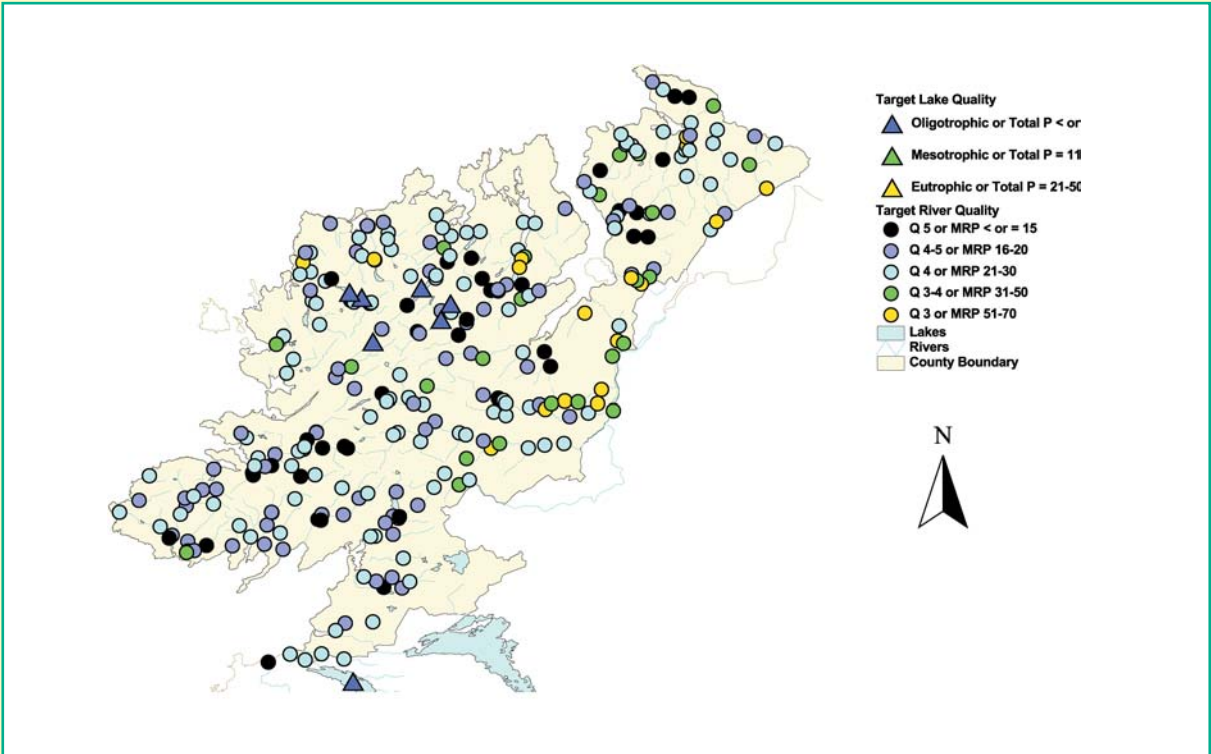 Target Lake Quality
Oligotrophic or Total P < or
Mesotrophic or Total P = 11
Eutrophic or Total P = 21-50
Target River Quality
Q 5 or MRP < or = 15
Q 4-5 or MRP 16-20
Q 4 or MRP 21-30
Q 3-4 or MRP 31-50
Q 3 or MRP 51-70
Lakes
Rivers
County Boundary
N